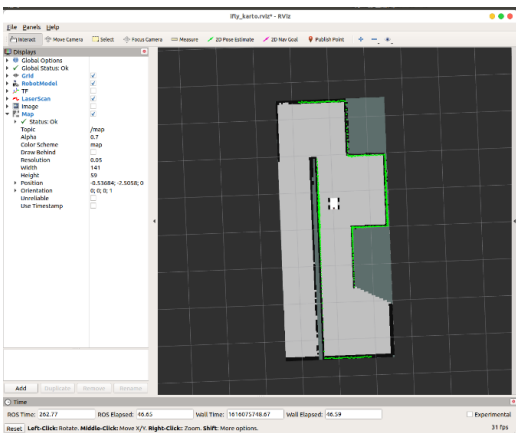 ifly_karto.rviz* - RViz
File Panels Help
Interact Move Camera Select Focus Camera Measure 2D Pose Estimate 2D Nav Goal Publish Point
Displays
Global Options
Global Status: Ok
Grid
RobotModel
TF
LaserScan
Image
Map
Status: Ok
Topic /map
Alpha 0.7
Color Scheme map
Draw Behind
Resolution 0.05
Width 141
Height 59
Position -0.53684; -2.5058; 0
Orientation 0; 0; 0; 1
Unreliable
Use Timestamp
Add Duplicate Remove Rename
Time
ROS Time: 262.77 ROS Elapsed: 46.65 Wall Time: 1616075748.67 Wall Elapsed: 46.59 Experimental
Reset Left-Click: Rotate. Middle-Click: Move X/Y. Right-Click: Zoom. Shift: More options. 31 fps